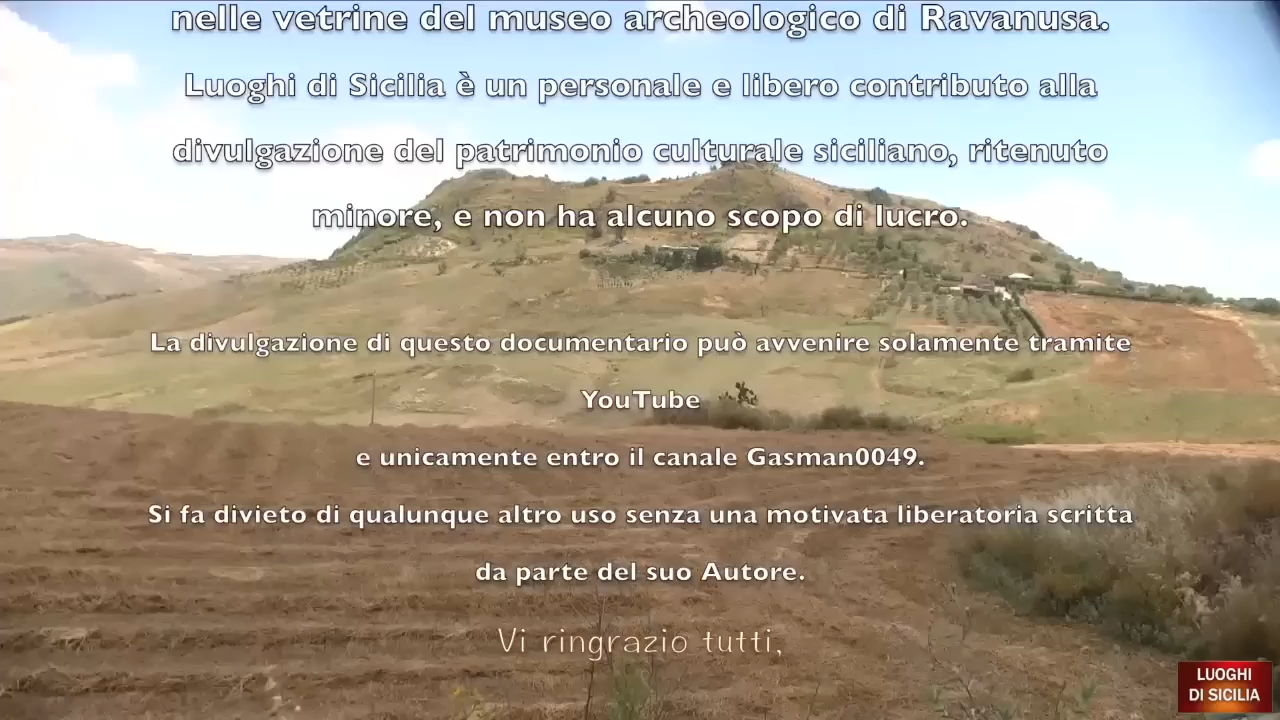 nelle vetrine del museo archeologico di Ravanusa.
Luoghi di Sicilia è un personale e libero contributo alla
divulgazione del patrimonio culturale siciliano, ritenuto
minore, e non ha alcuno scopo di lucro.
La divulgazione di questo documentario può avvenire solamente tramite
YouTube
e unicamente entro il canale Gasman0049.
Si fa divieto di qualunque altro uso senza una motivata liberatoria scritta
da parte del suo Autore.
Vi ringrazio tutti,
LUOGHI
DI SICILIA